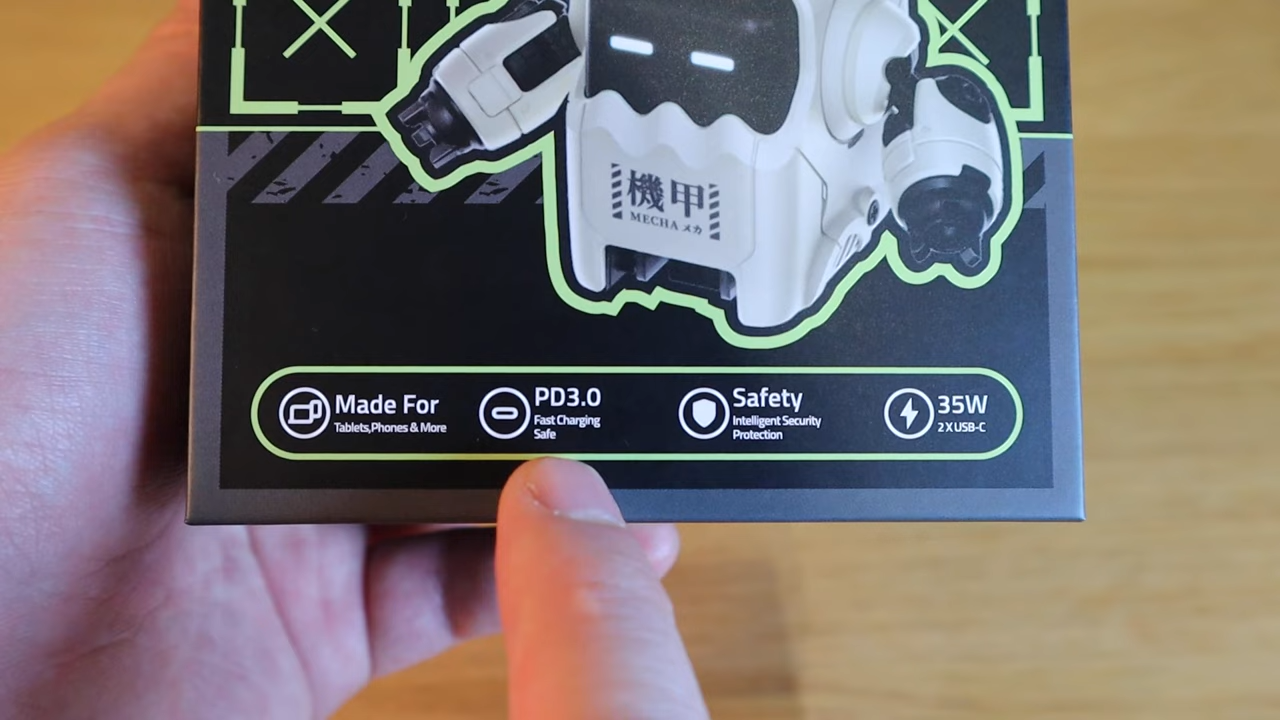 機甲
MECHA メカ
Made For
Tablets,Phones & More
PD3.0
Fast Charging
Safe
Safety
Intelligent Security
Protection
35W
2 X USB-C